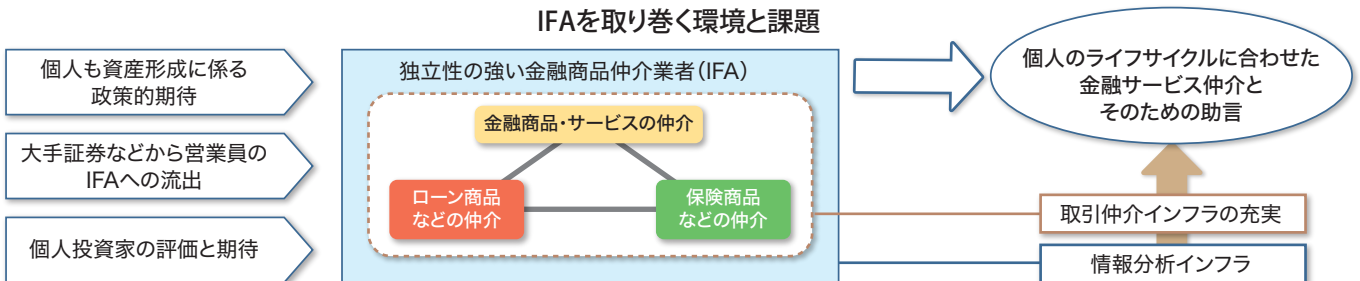 IFAを取り巻く環境と課題
個人も資産形成に係る
政策的期待
大手証券などから営業員の
IFAへの流出
個人投資家の評価と期待
独立性の強い金融商品仲介業者（IFA）
金融商品・サービスの仲介
ローン商品
などの仲介
保険商品
などの仲介
個人のライフサイクルに合わせた
金融サービス仲介と
そのための助言
取引仲介インフラの充実
情報分析インフラ